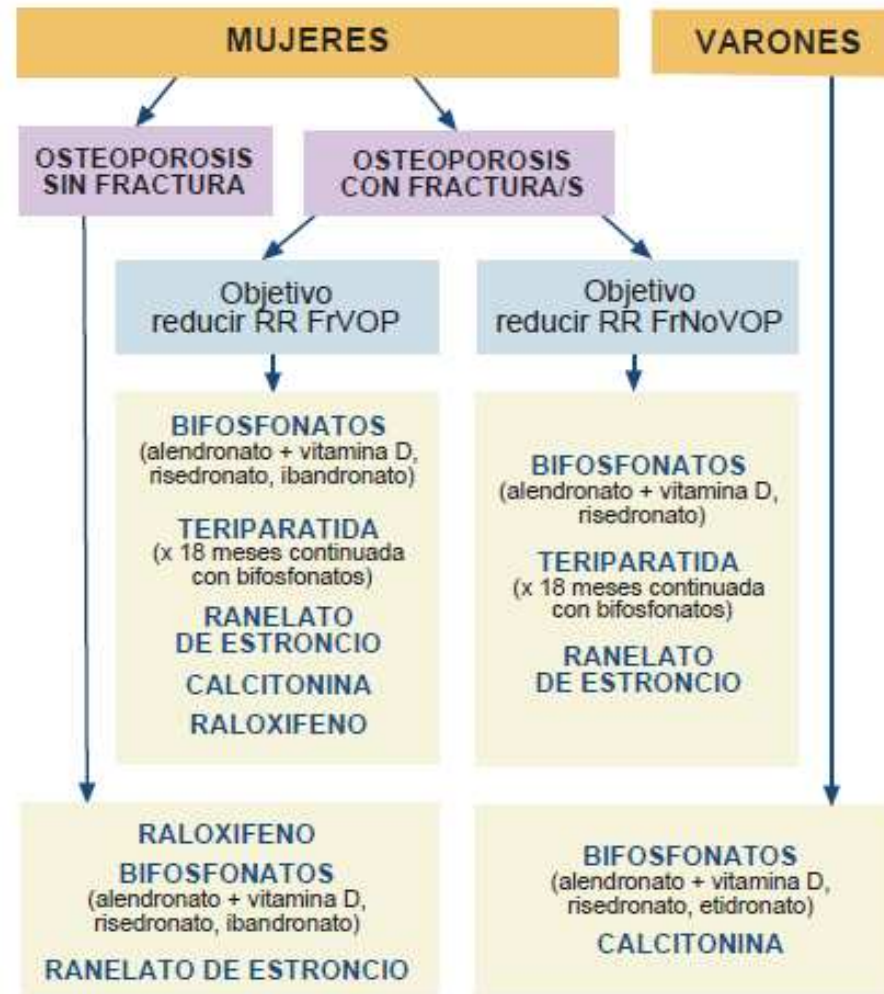 MUJERES
VARONES
OSTEOPOROSIS
SIN FRACTURA
OSTEOPOROSIS
CON FRACTURA/S
Objetivo
reducir RR FrVOP
Objetivo
reducir RR FrNoVOP
BIFOSFONATOS
(alendronato + vitamina D,
risedronato, ibandronato)
TERIPARATIDA
(x 18 meses continuada
con bifosfonatos)
RANELATO
DE ESTRONCIO
CALCITONINA
RALOXIFENO
BIFOSFONATOS
(alendronato + vitamina D,
risedronato)
TERIPARATIDA
(x 18 meses continuada
con bifosfonatos)
RANELATO
DE ESTRONCIO
RALOXIFENO
BIFOSFONATOS
(alendronato + vitamina D,
risedronato, ibandronato)
RANELATO DE ESTRONCIO
BIFOSFONATOS
(alendronato + vitamina D,
risedronato, etidronato)
CALCITONINA